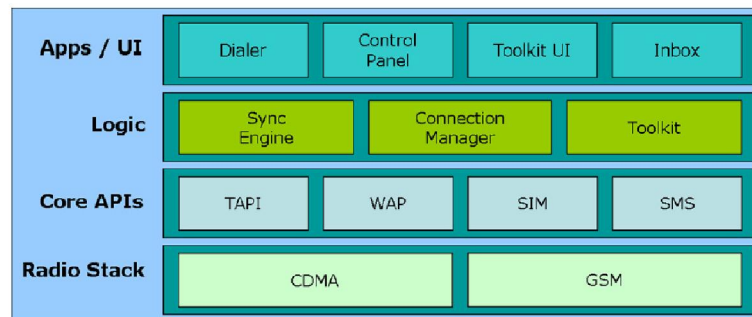 Apps / UI
Dialer
Control
Panel
Toolkit UI
Inbox
Logic
Sync
Engine
Connection
Manager
Toolkit
Core APIs
TAPI
WAP
SIM
SMS
Radio Stack
CDMA
GSM